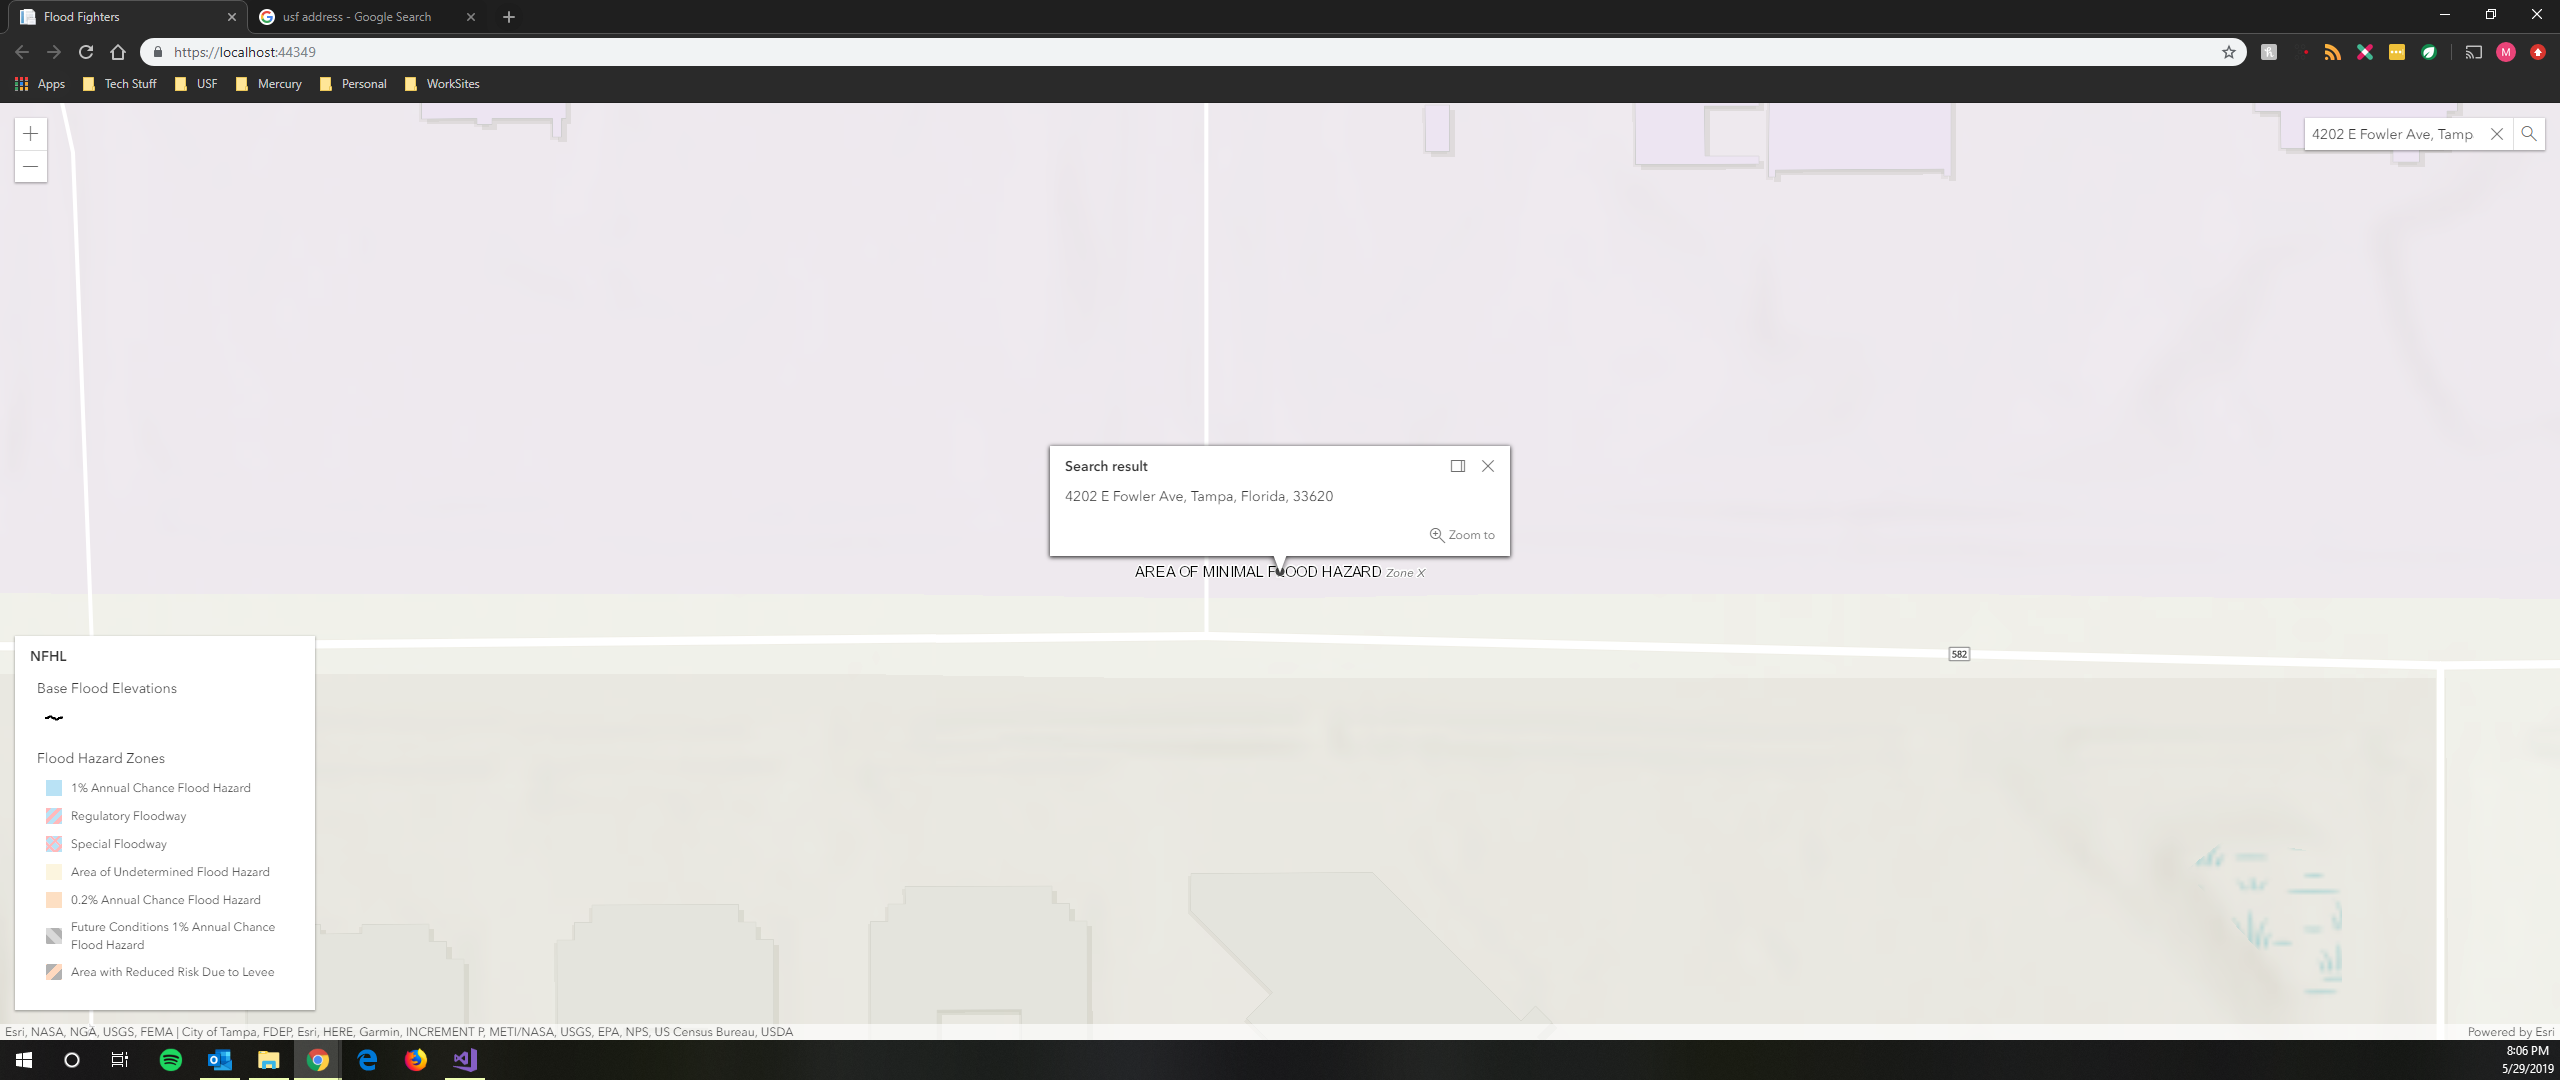 Flood Fighters
usf address - Google Search
https://localhost:44349
M
Apps
Tech Stuff
USF
Mercury
Personal
WorkSites
4202 E Fowler Ave, Tamp
Search result
4202 E Fowler Ave, Tampa, Florida, 33620
Zoom to
AREA OF MINIMAL FLOOD HAZARD Zone X
582
NFHL
Base Flood Elevations
Flood Hazard Zones
1% Annual Chance Flood Hazard
Regulatory Floodway
Special Floodway
Area of Undetermined Flood Hazard
0.2% Annual Chance Flood Hazard
Future Conditions 1% Annual Chance
Flood Hazard
Area with Reduced Risk Due to Levee
Esri, NASA, NGA, USGS, FEMA | City of Tampa, FDEP, Esri, HERE, Garmin, INCREMENT P, METI/NASA, USGS, EPA, NPS, US Census Bureau, USDA
Powered by Esri
8:06 PM
5/29/2019